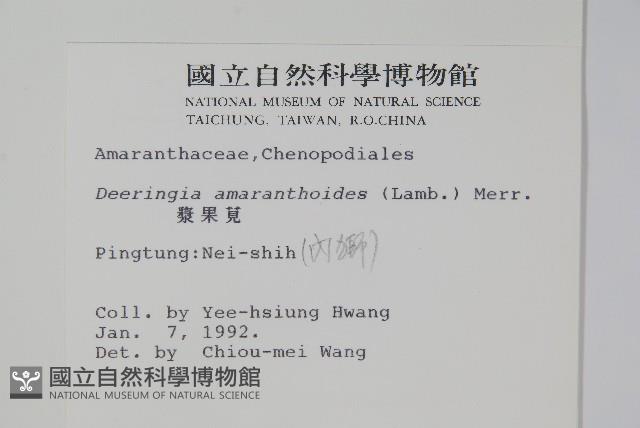 國立自然科學博物館
NATIONAL MUSEUM OF NATURAL SCIENCE
TAICHUNG, TAIWAN, R.O.CHINA
Amaranthaceae,Chenopodiales
Deeringia amaranthoides (Lamb.) Merr.
漿果莧
Pingtung:Nei-shih(內獅)
Coll. by Yee-hsiung Hwang
Jan. 7, 1992.
Det. by Chiou-mei Wang
國立自然科學博物館
NATIONAL MUSEUM OF NATURAL SCIENCE